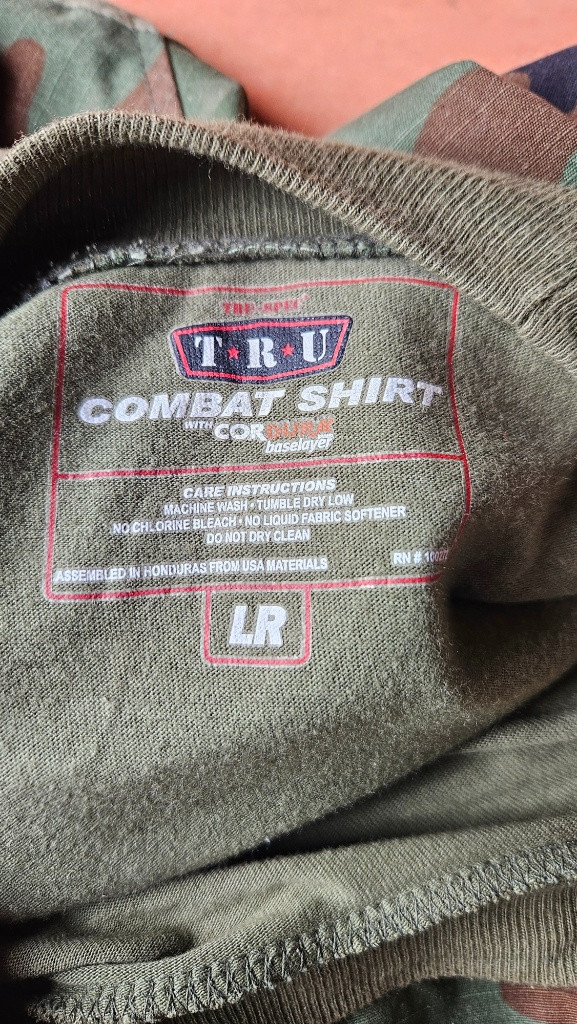 TRU-SPEC®
T★R★U
COMBAT SHIRT
WITH CORDURA
baselayer
CARE INSTRUCTIONS
MACHINE WASH • TUMBLE DRY LOW
NO CHLORINE BLEACH • NO LIQUID FABRIC SOFTENER
DO NOT DRY CLEAN
ASSEMBLED IN HONDURAS FROM USA MATERIALS
RN #
LR